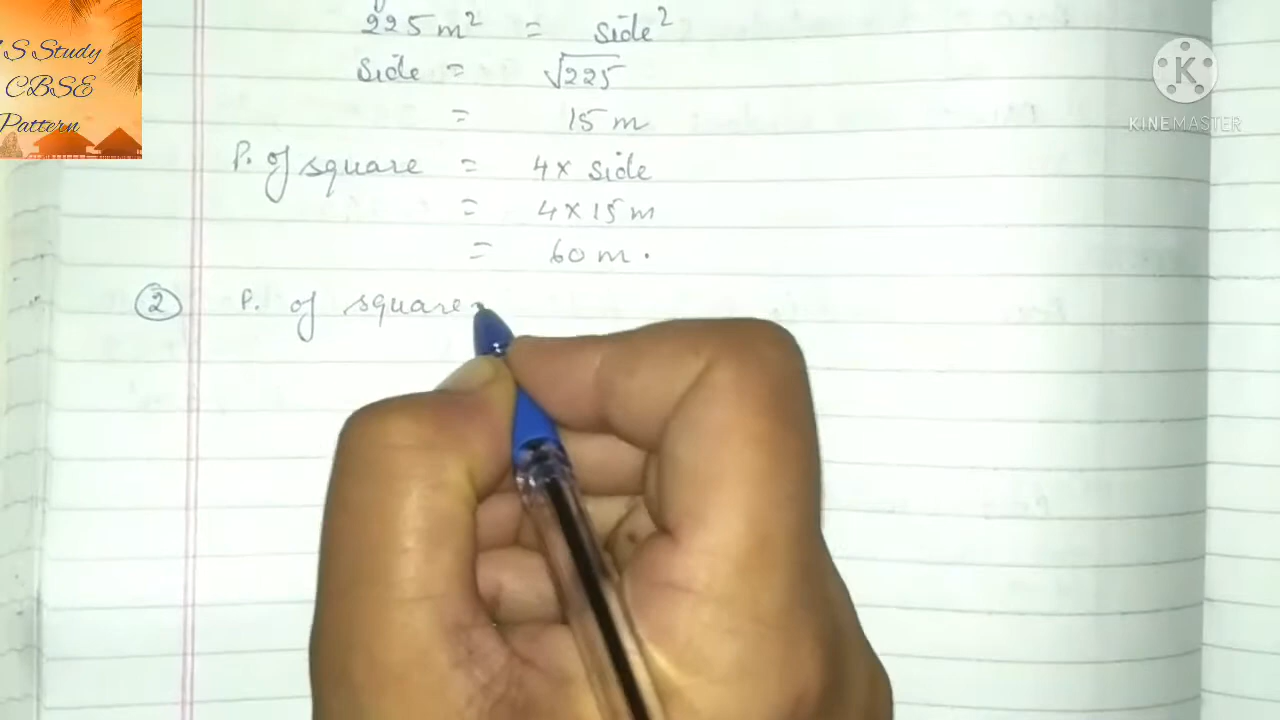 S Study
CBSE
Pattern
K
KINEMASTER
225 m² = side²
side = √225
= 15 m
P. of square = 4 x side
= 4 x 15 m
= 60 m.
② P. of square